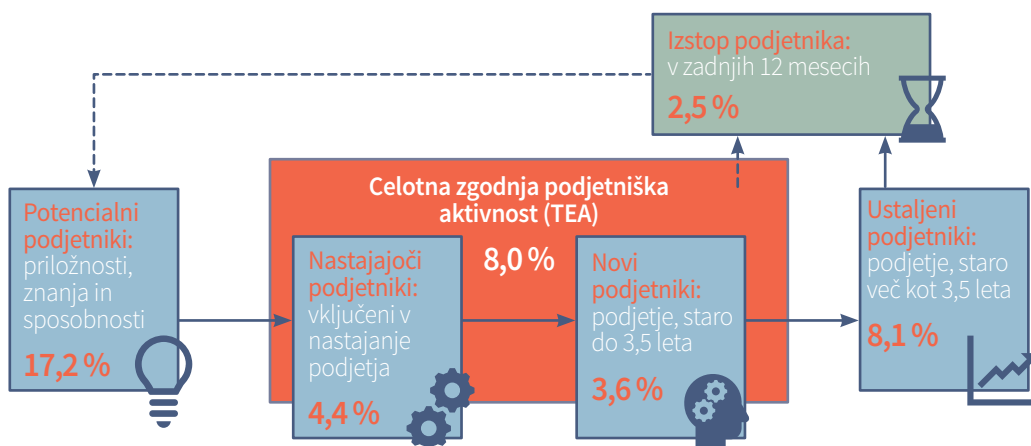 Izstop podjetnika:
v zadnjih 12 mesecih
2,5 %
Celotna zgodnja podjetniška
aktivnost (TEA)
8,0 %
Potencialni
podjetniki:
priložnosti,
znanja in
sposobnosti
17,2 %
Nastajajoči
podjetniki:
vključeni v
nastajanje
podjetja
4,4 %
Novi
podjetniki:
podjetje, staro
do 3,5 leta
3,6 %
Ustaljeni
podjetniki:
podjetje, staro
več kot 3,5 leta
8,1 %